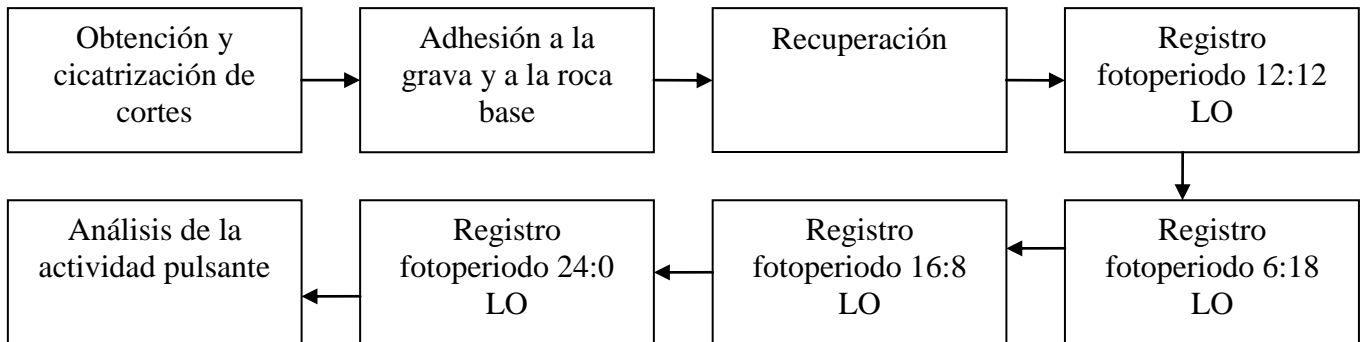 Obtención y
cicatrización de
cortes
Adhesión a la
grava y a la roca
base
Recuperación
Registro
fotoperiodo 12:12
LO
Registro
fotoperiodo 6:18
LO
Registro
fotoperiodo 16:8
LO
Registro
fotoperiodo 24:0
LO
Análisis de la
actividad pulsante